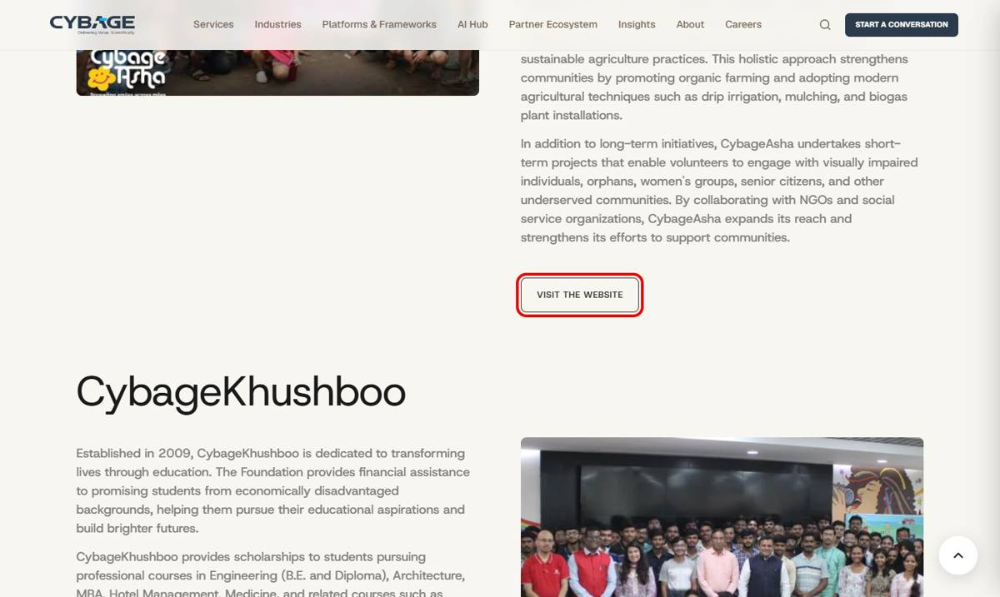 CYBAGE
Delivering Value. Scientifically.
Services
Industries
Platforms & Frameworks
AI Hub
Partner Ecosystem
Insights
About
Careers
START A CONVERSATION
Cybage
Asha
Spreading smiles across miles
sustainable agriculture practices. This holistic approach strengthens
communities by promoting organic farming and adopting modern
agricultural techniques such as drip irrigation, mulching, and biogas
plant installations.
In addition to long-term initiatives, CybageAsha undertakes short-
term projects that enable volunteers to engage with visually impaired
individuals, orphans, women's groups, senior citizens, and other
underserved communities. By collaborating with NGOs and social
service organizations, CybageAsha expands its reach and
strengthens its efforts to support communities.
VISIT THE WEBSITE
CybageKhushboo
Established in 2009, CybageKhushboo is dedicated to transforming
lives through education. The Foundation provides financial assistance
to promising students from economically disadvantaged
backgrounds, helping them pursue their educational aspirations and
build brighter futures.
CybageKhushboo provides scholarships to students pursuing
professional courses in Engineering (B.E. and Diploma), Architecture,
MBA, Hotel Management, Medicine, and related courses such as